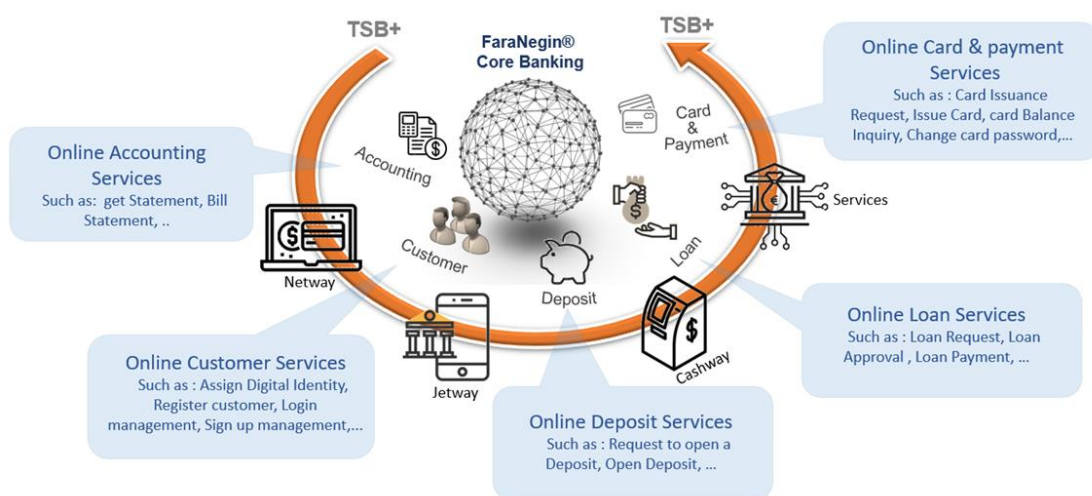 TSB+
TSB+
FaraNegin®
Core Banking
Online Card & payment
Services
Such as : Card Issuance
Request, Issue Card, card Balance
Inquiry, Change card password,...
Card
&
Payment
Accounting
Online Accounting
Services
Such as:  get Statement, Bill
Statement, ..
Services
Customer
Loan
Netway
Deposit
Online Loan Services
Such as : Loan Request, Loan
Approval , Loan Payment, ...
Online Customer Services
Such as : Assign Digital Identity,
Register customer, Login
management, Sign up management,...
Jetway
Cashway
Online Deposit Services
Such as : Request to open a
Deposit, Open Deposit, ...